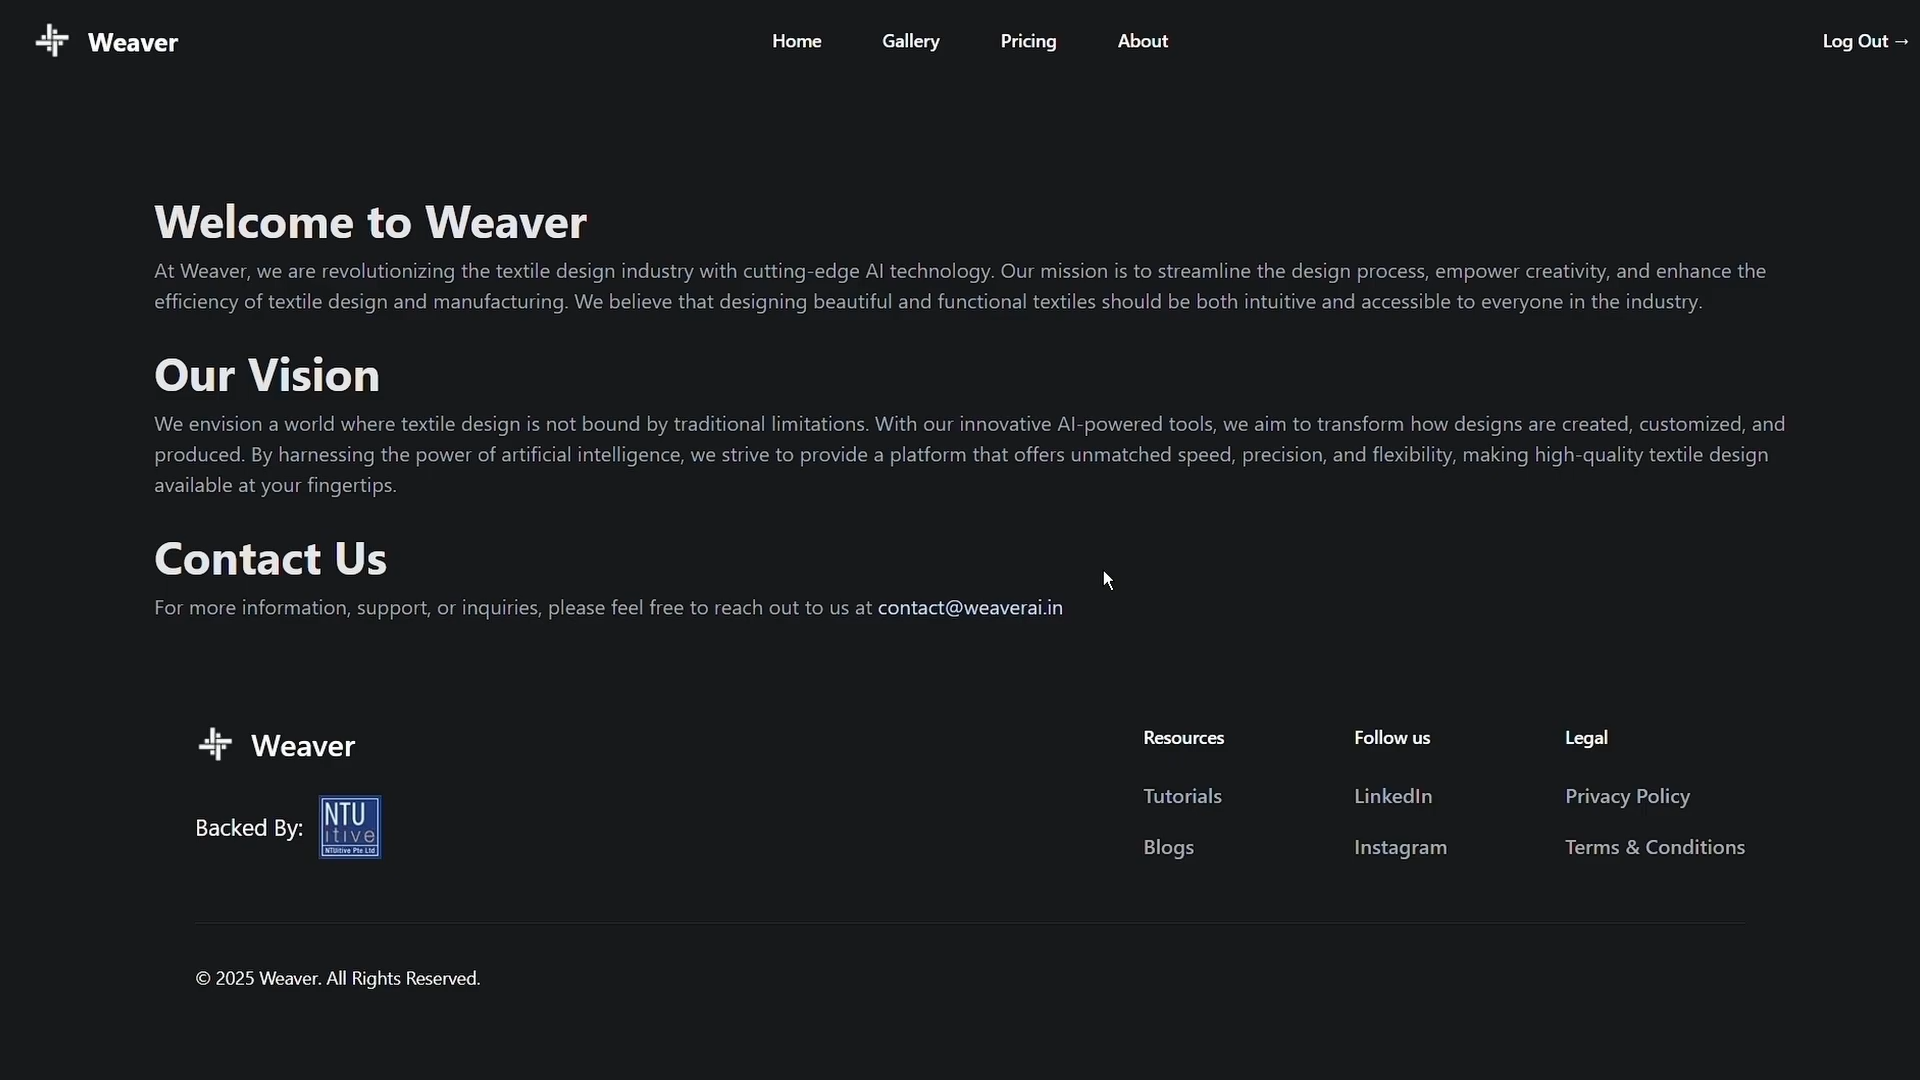 Weaver
Home
Gallery
Pricing
About
Log Out →
Welcome to Weaver
At Weaver, we are revolutionizing the textile design industry with cutting-edge AI technology. Our mission is to streamline the design process, empower creativity, and enhance the
efficiency of textile design and manufacturing. We believe that designing beautiful and functional textiles should be both intuitive and accessible to everyone in the industry.
Our Vision
We envision a world where textile design is not bound by traditional limitations. With our innovative AI-powered tools, we aim to transform how designs are created, customized, and
produced. By harnessing the power of artificial intelligence, we strive to provide a platform that offers unmatched speed, precision, and flexibility, making high-quality textile design
available at your fingertips.
Contact Us
For more information, support, or inquiries, please feel free to reach out to us at contact@weaverai.in
Weaver
Backed By:
NTU
itive
NTUitive Pte Ltd
Resources
Tutorials
Blogs
Follow us
LinkedIn
Instagram
Legal
Privacy Policy
Terms & Conditions
© 2025 Weaver. All Rights Reserved.